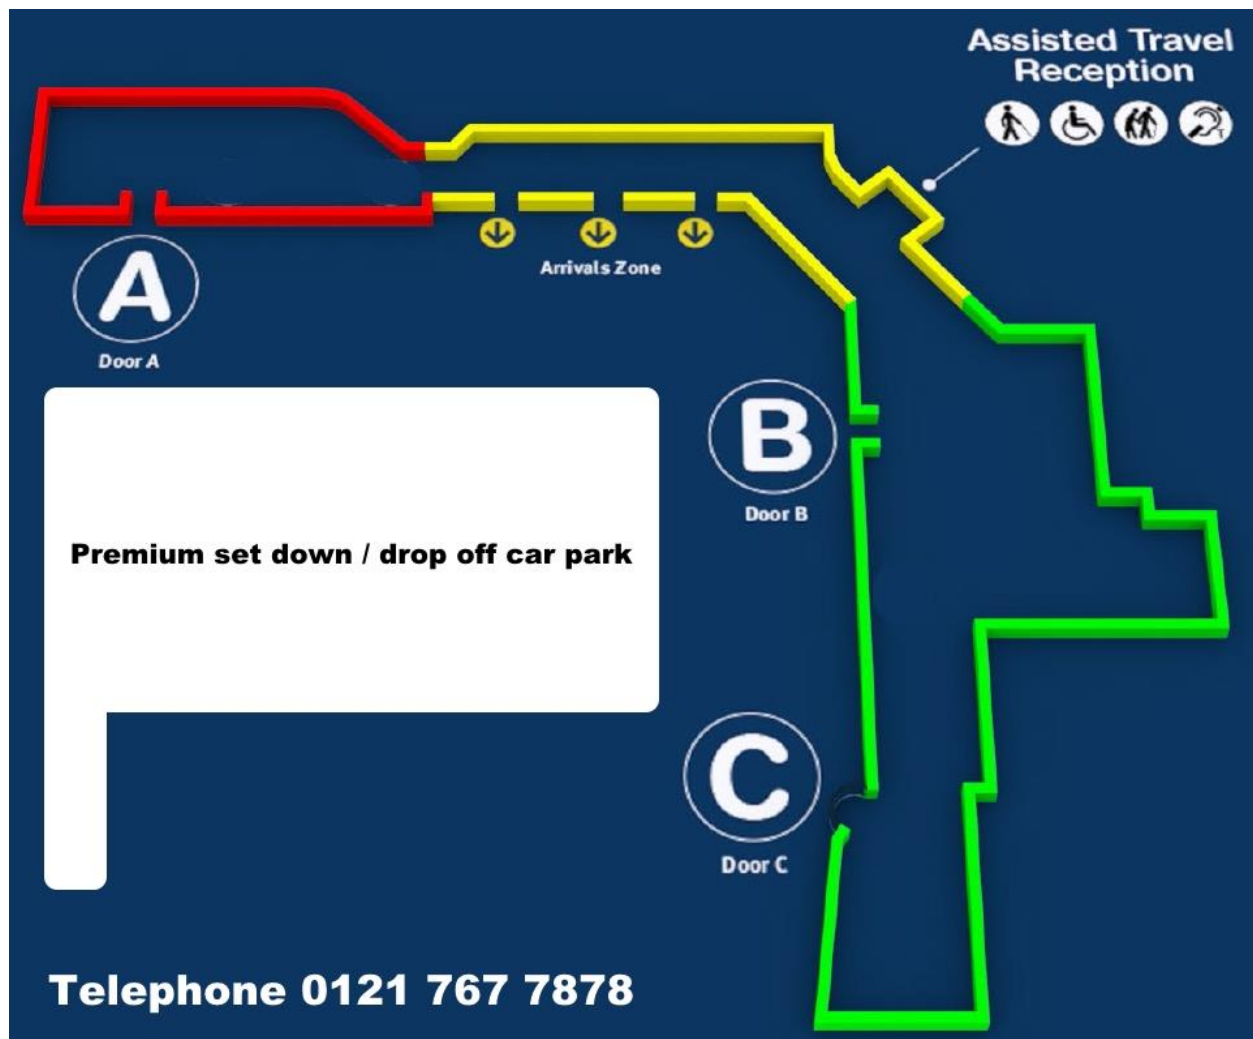 Assisted Travel
Reception
Arrivals Zone
A
Door A
B
Door B
Premium set down / drop off car park
C
Door C
Telephone 0121 767 7878